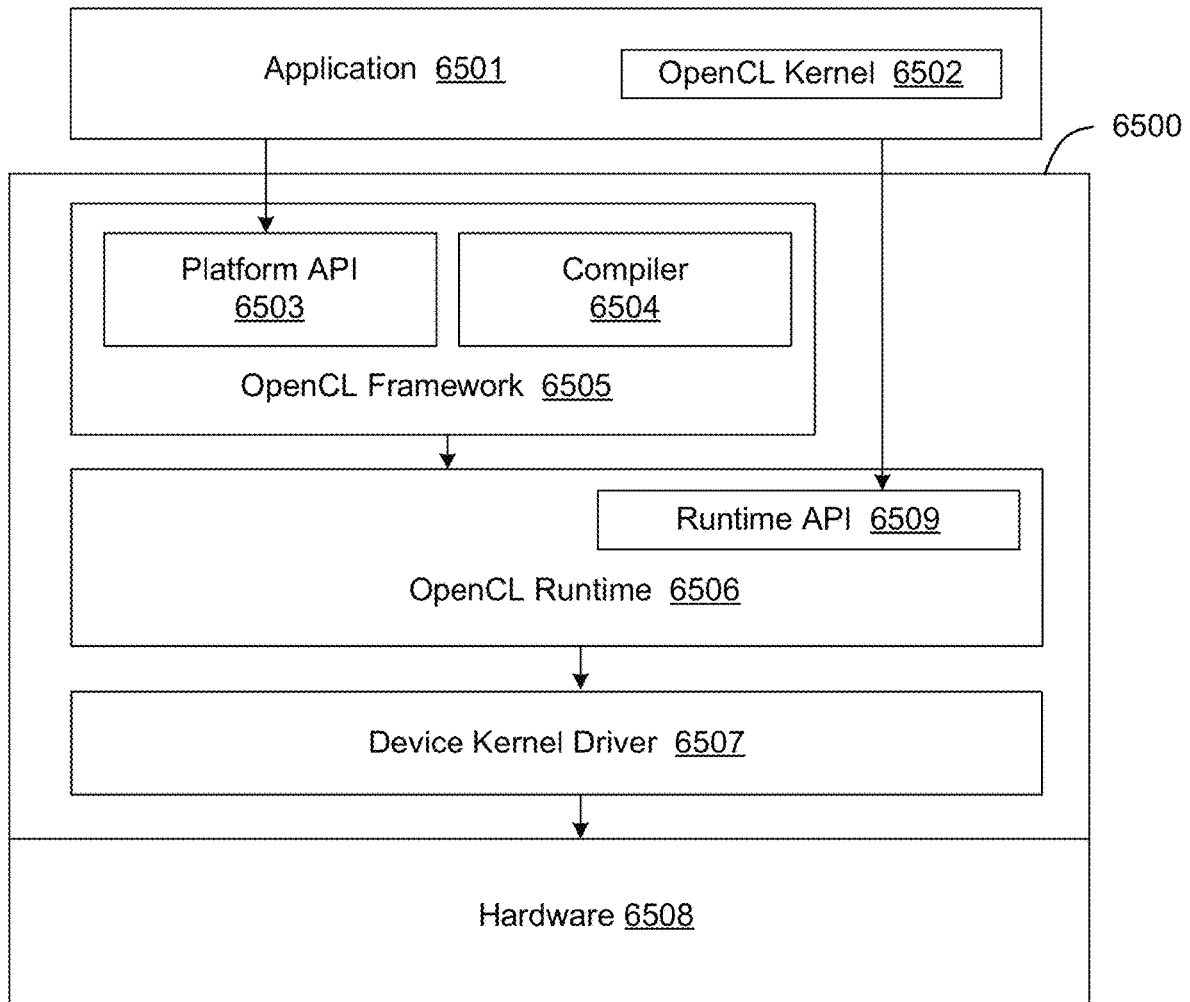 Application 6501
OpenCL Kernel 6502
6500
Platform API
6503
Compiler
6504
OpenCL Framework 6505
Runtime API 6509
OpenCL Runtime 6506
Device Kernel Driver 6507
Hardware 6508